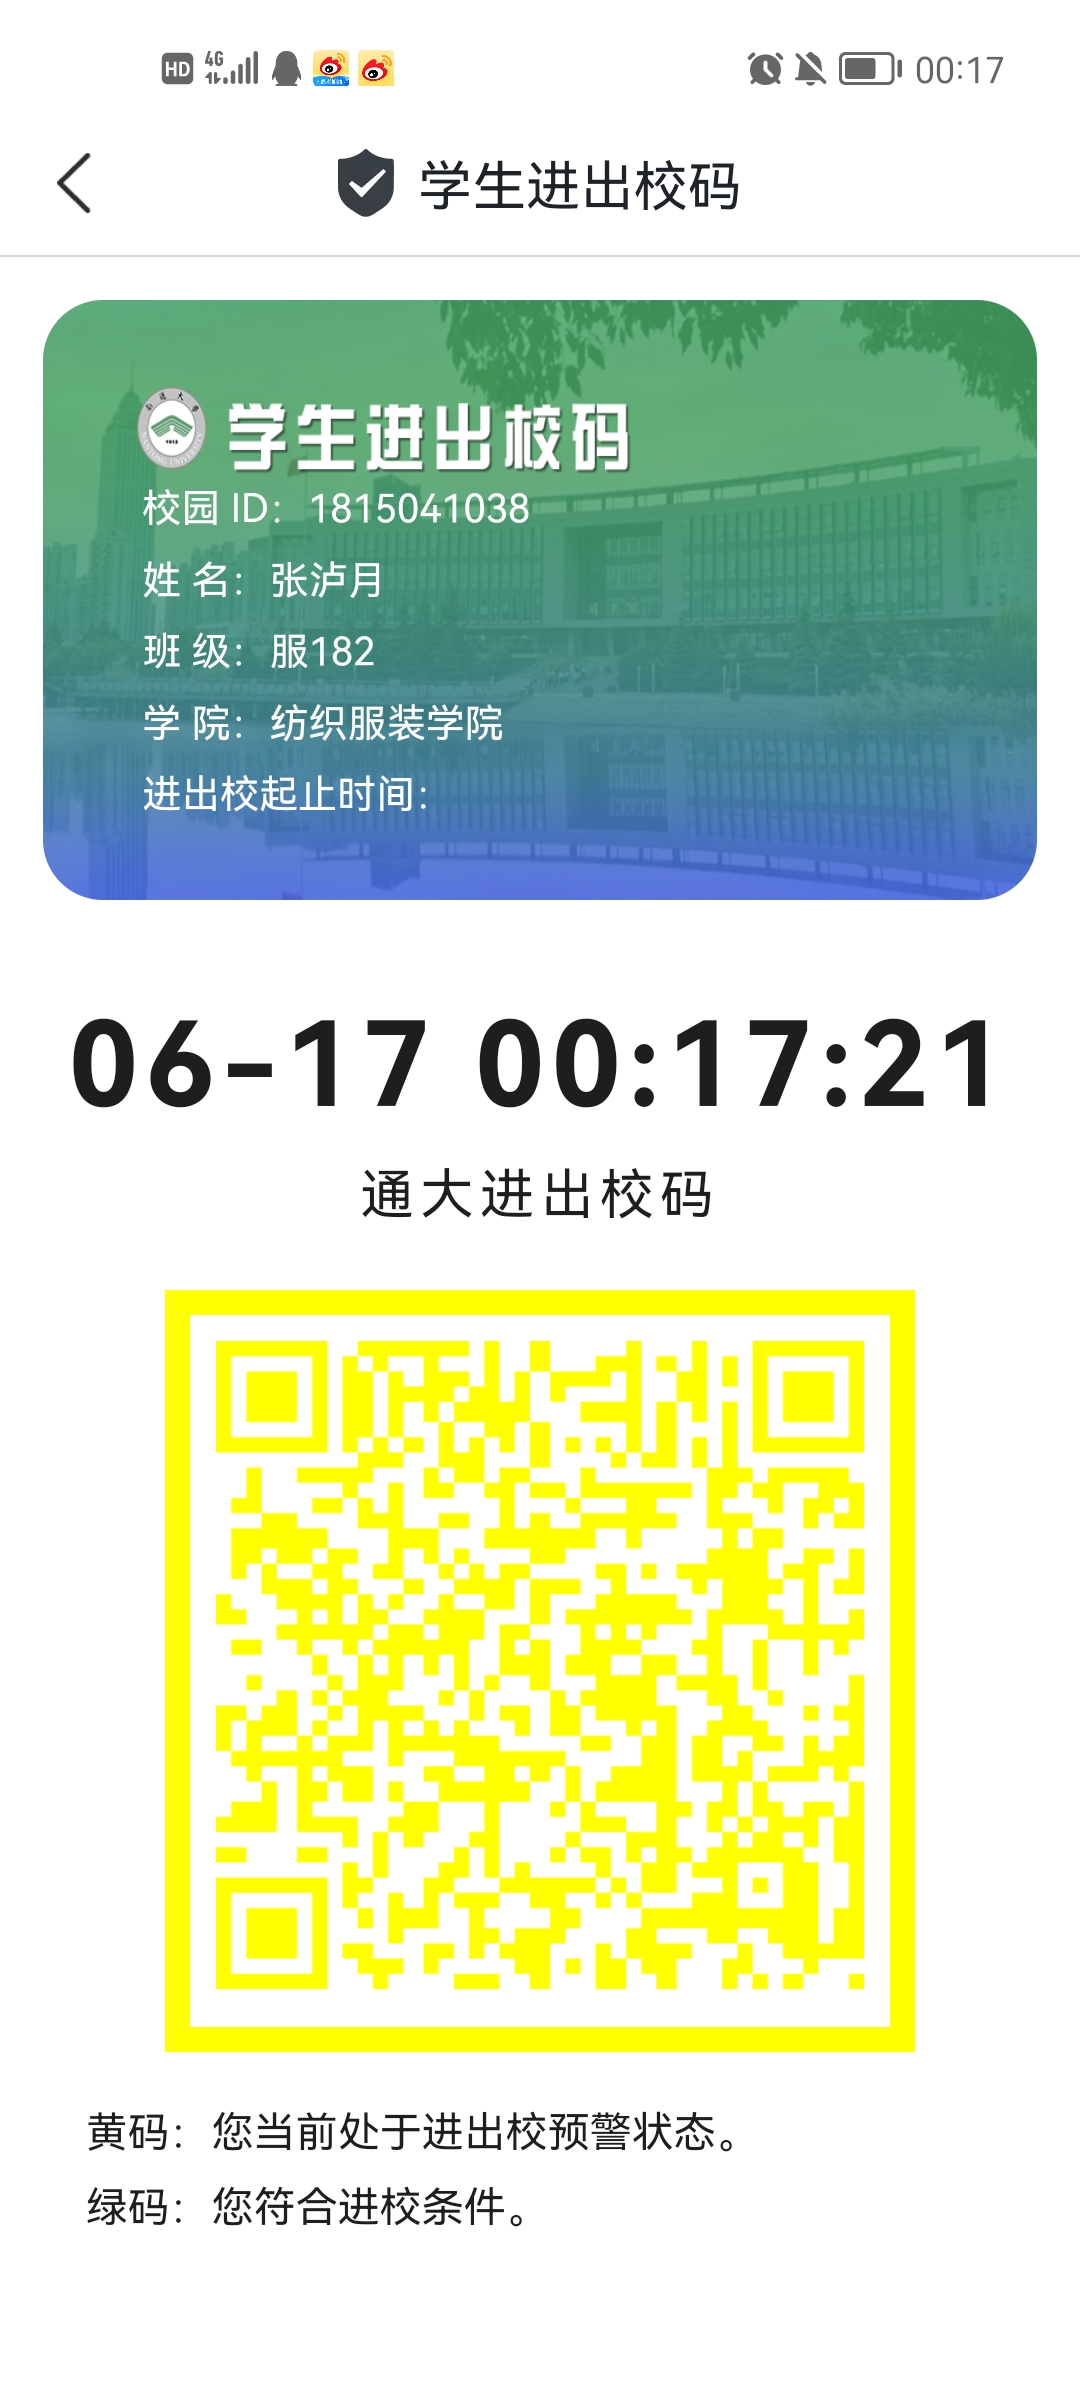 HD 4G 00:17
学生进出校码
学生进出校码
校园 ID：1815041038
姓 名：张泸月
班 级：服182
学 院：纺织服装学院
进出校起止时间：
06-17 00:17:21
通大进出校码
黄码：您当前处于进出校预警状态。
绿码：您符合进校条件。